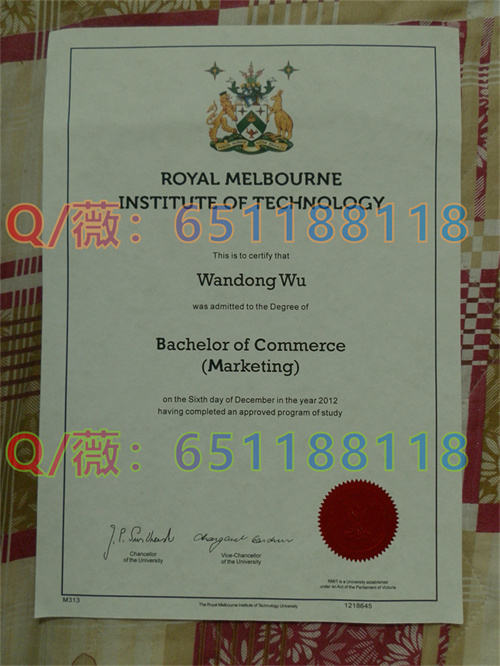 ROYAL MELBOURNE
INSTITUTE OF TECHNOLOGY
Q/薇：651188118
This is to certify that
Wandong Wu
was admitted to the Degree of
Bachelor of Commerce
(Marketing)
on the Sixth day of December in the year 2012
having completed an approved program of study
Q/薇：651188118
Chancellor
of the University
Vice-Chancellor
of the University
RMIT is a University established
under an Act of the Parliament of Victoria
M313
The Royal Melbourne Institute of Technology University
1218645